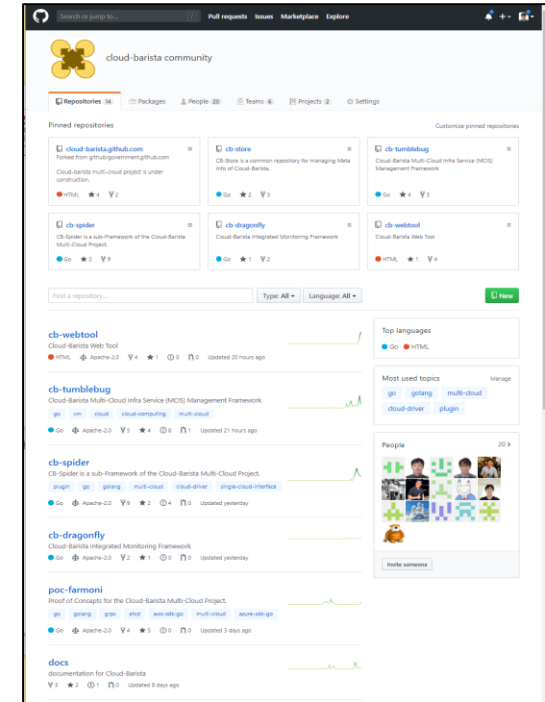 Search or jump to...
/
Pull requests Issues Marketplace Explore
cloud-barista community
Repositories 14
Packages
People 20
Teams 6
Projects 2
Settings
Pinned repositories
Customize pinned repositories
cloud-barista.github.com
Forked from github/government.github.com
Cloud-Barista multi-cloud project is under
construction.
HTML 4 2
cb-store
CB-Store is a common repository for managing Meta
Info of Cloud-Barista.
Go 2 3
cb-tumblebug
Cloud-Barista Multi-Cloud Infra Service (MCIS)
Management Framework
Go 4 5
cb-spider
CB-Spider is a sub-Framework of the Cloud-Barista
Multi-Cloud Project.
Go 2 9
cb-dragonfly
Cloud-Barista Integrated Monitoring Framework
Go 1 2
cb-webtool
Cloud-Barista Web Tool
HTML 1 4
Find a repository...
Type: All
Language: All
New
cb-webtool
Cloud-Barista Web Tool
HTML Apache-2.0 4 1 0 0 Updated 20 hours ago
cb-tumblebug
Cloud-Barista Multi-Cloud Infra Service (MCIS) Management Framework
go vm cloud cloud-computing multi-cloud
Go Apache-2.0 5 4 6 1 Updated 21 hours ago
cb-spider
CB-Spider is a sub-Framework of the Cloud-Barista Multi-Cloud Project.
plugin go golang multi-cloud cloud-driver single-cloud-interface
Go Apache-2.0 9 2 4 0 Updated yesterday
cb-dragonfly
Cloud-Barista Integrated Monitoring Framework
Go Apache-2.0 2 1 0 0 Updated yesterday
poc-farmoni
Proof of Concepts for the Cloud-Barista Multi-Cloud Project.
go golang grpc etcd aws-sdk-go multi-cloud azure-sdk-go
Go Apache-2.0 4 5 0 0 Updated 3 days ago
docs
documentation for Cloud-Barista
3 2 1 0 Updated 8 days ago
Top languages
Go HTML
Most used topics
Manage
go golang multi-cloud
cloud-driver plugin
People
20 >
Invite someone